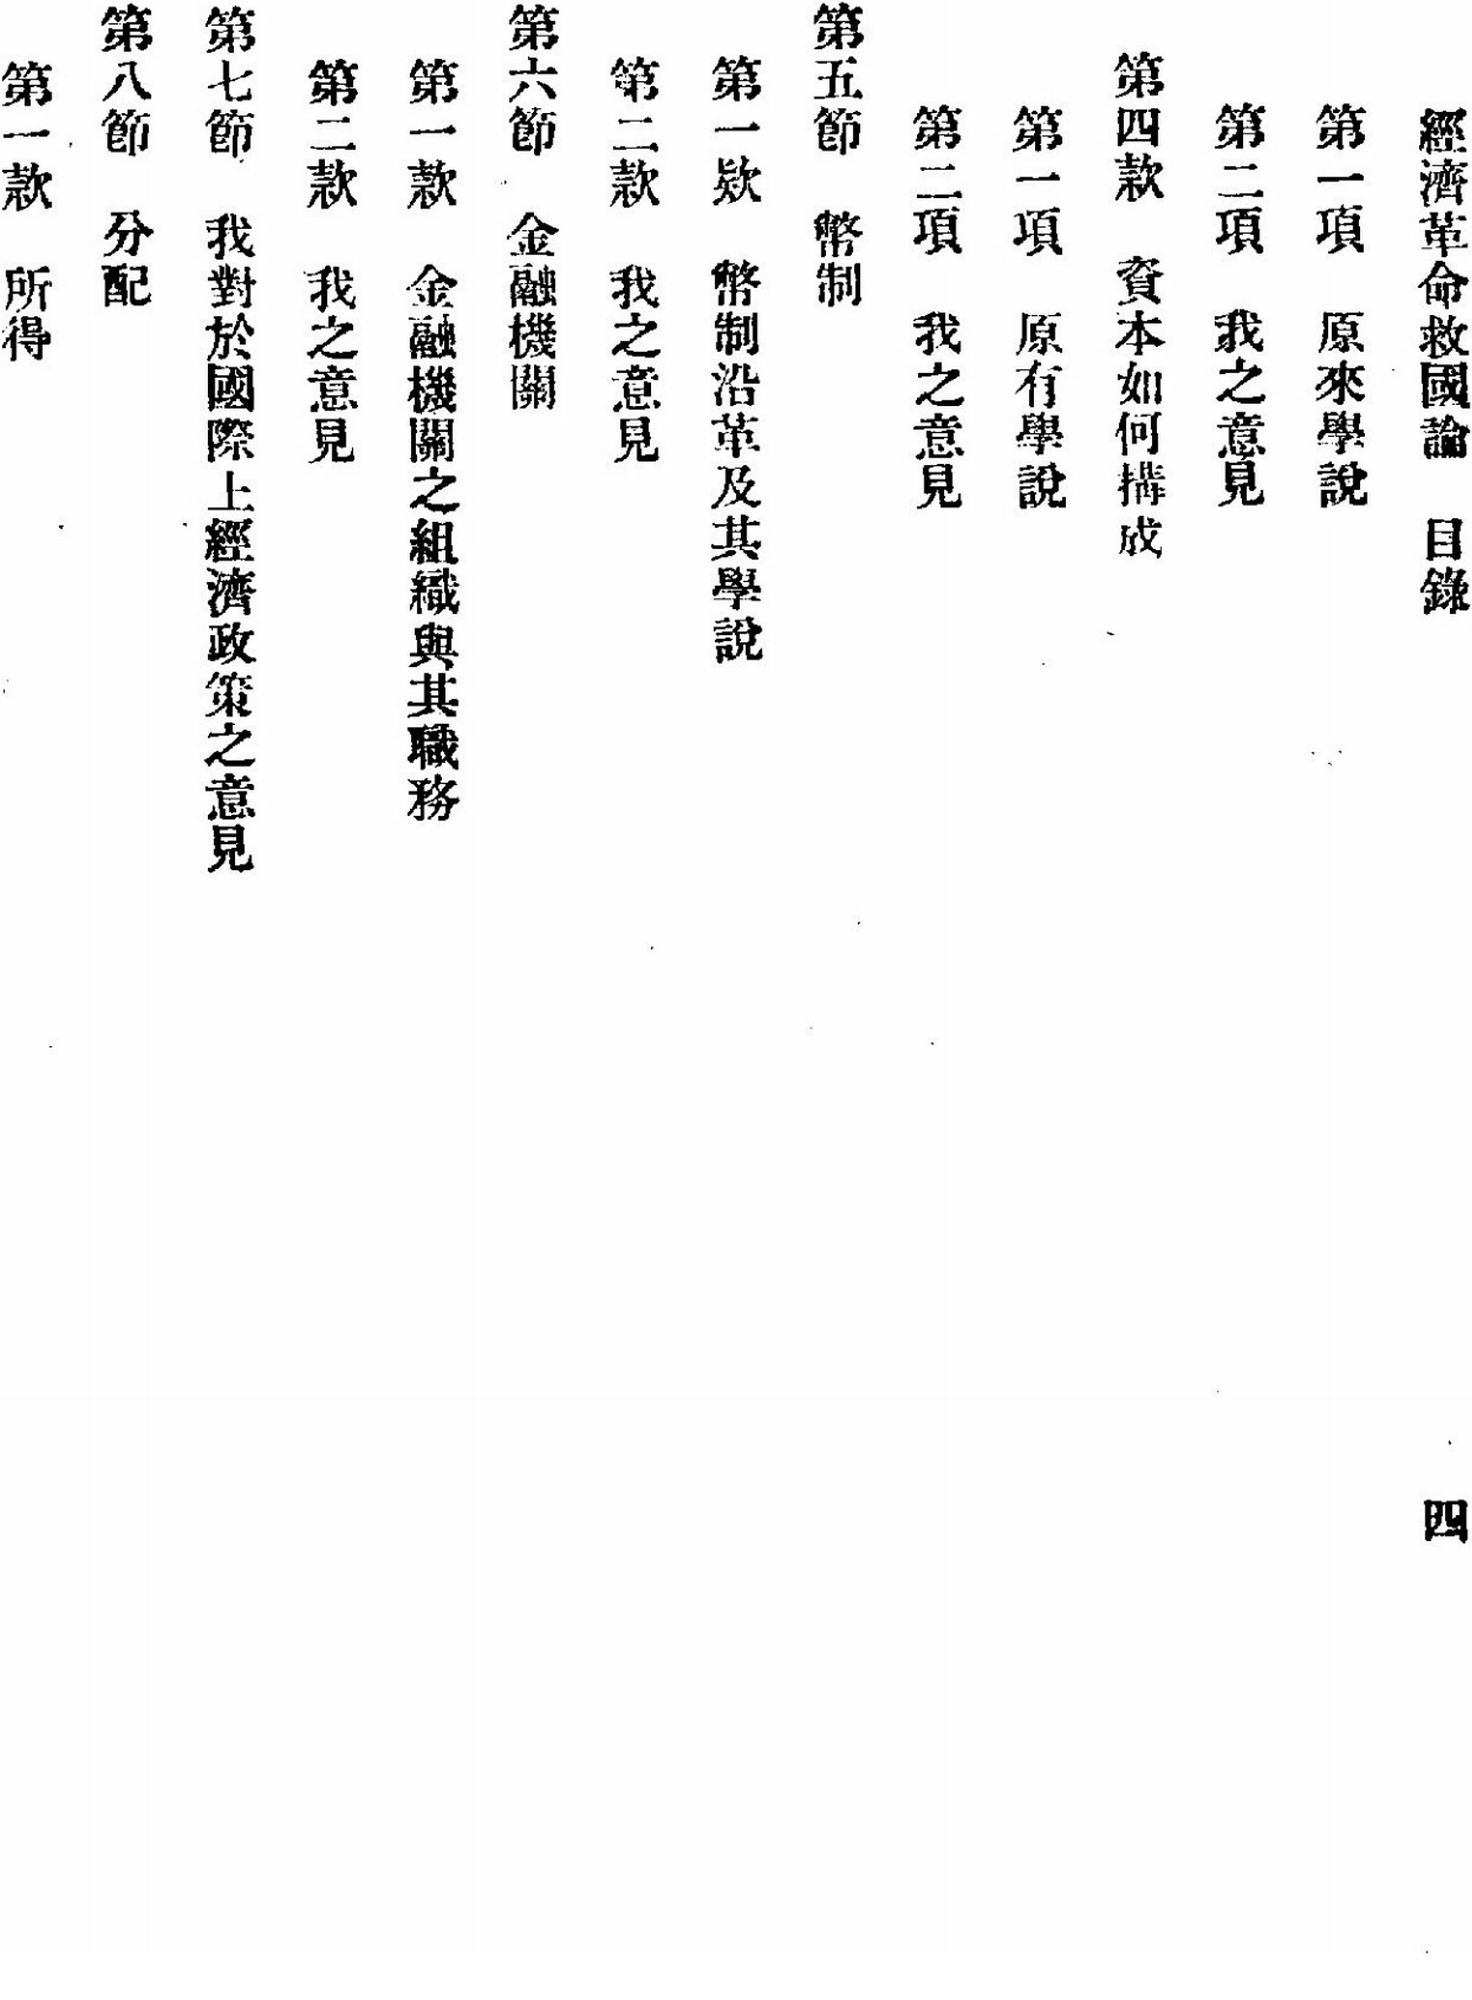 經濟革命救國論 目錄 四
第一項 原來學說
第二項 我之意見
第四款 資本如何搆成
第一項 原有學說
第二項 我之意見
第五節 幣制
第一欵 幣制沿革及其學說
第二款 我之意見
第六節 金融機關
第一款 金融機關之組織與其職務
第二款 我之意見
第七節 我對於國際上經濟政策之意見
第八節 分配
第一款 所得